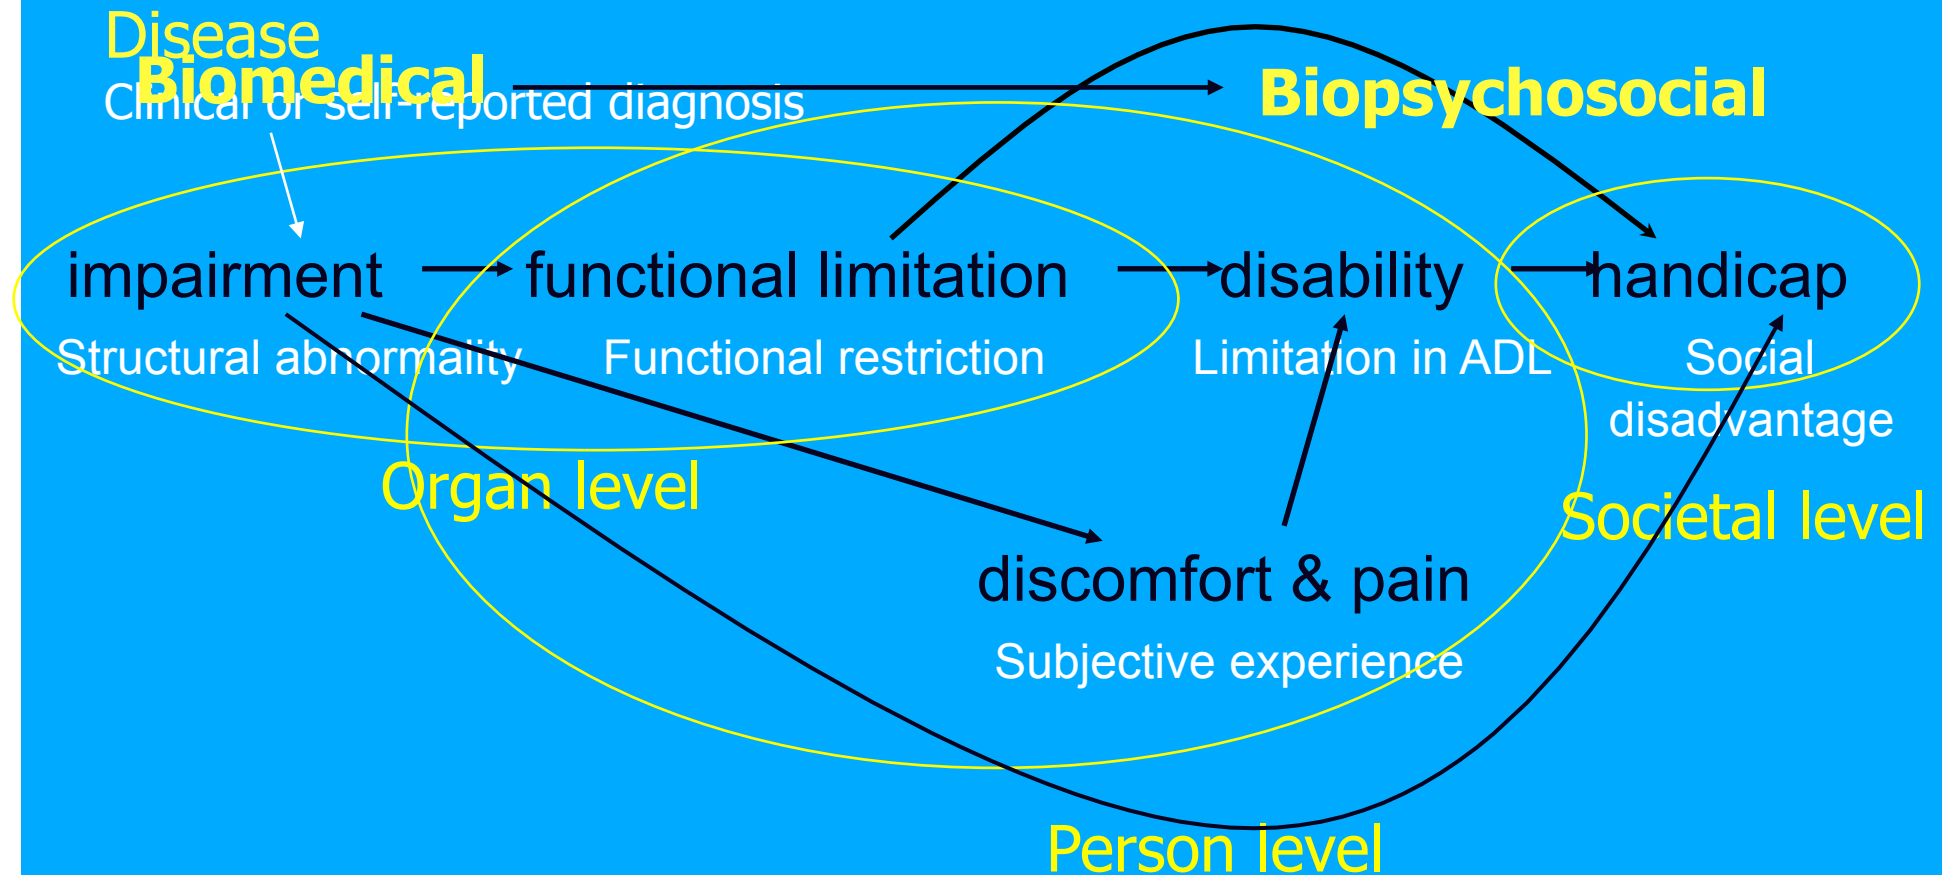 Disease
Biomedical
Biopsychosocial
Clinical or self-reported diagnosis
impairment
functional limitation
disability
handicap
Structural abnormality
Functional restriction
Limitation in ADL
Social
disadvantage
Organ level
Societal level
discomfort & pain
Subjective experience
Person level